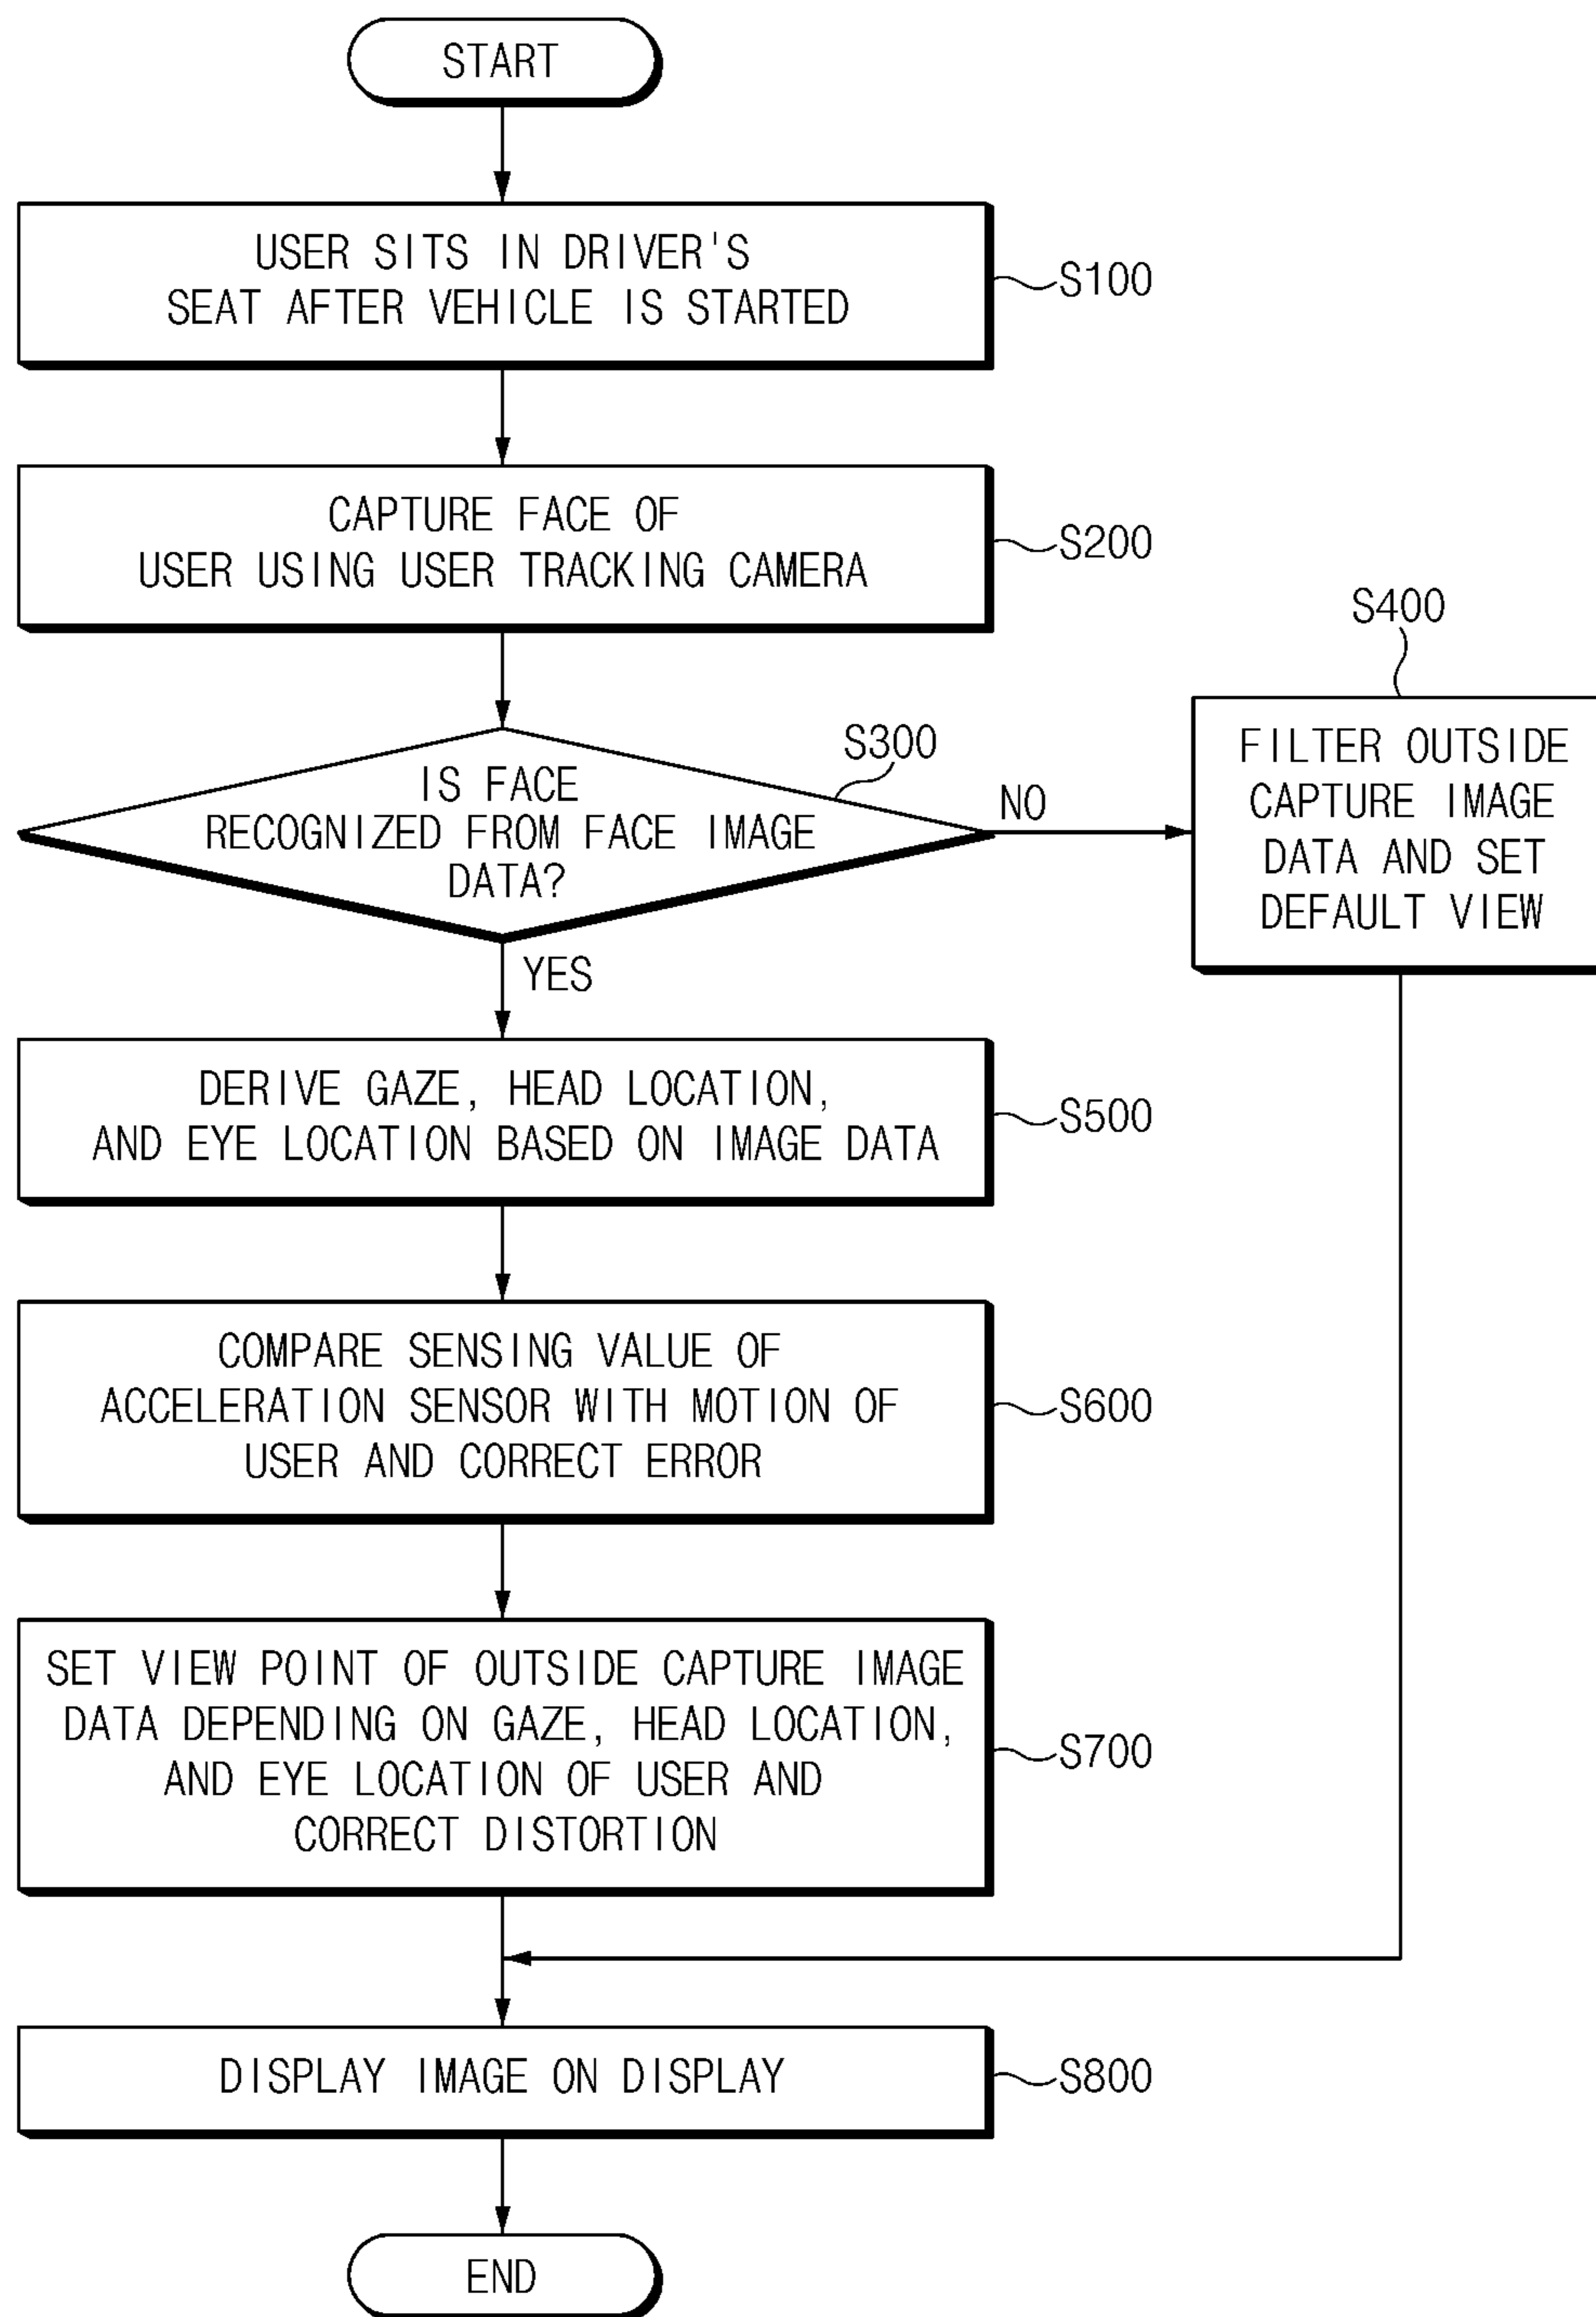 START
USER SITS IN DRIVER'S
SEAT AFTER VEHICLE IS STARTED
S100
CAPTURE FACE OF
USER USING USER TRACKING CAMERA
S200
IS FACE
RECOGNIZED FROM FACE IMAGE
DATA?
S300
NO
S400
FILTER OUTSIDE
CAPTURE IMAGE
DATA AND SET
DEFAULT VIEW
YES
DERIVE GAZE, HEAD LOCATION,
AND EYE LOCATION BASED ON IMAGE DATA
S500
COMPARE SENSING VALUE OF
ACCELERATION SENSOR WITH MOTION OF
USER AND CORRECT ERROR
S600
SET VIEW POINT OF OUTSIDE CAPTURE IMAGE
DATA DEPENDING ON GAZE, HEAD LOCATION,
AND EYE LOCATION OF USER AND
CORRECT DISTORTION
S700
DISPLAY IMAGE ON DISPLAY
S800
END